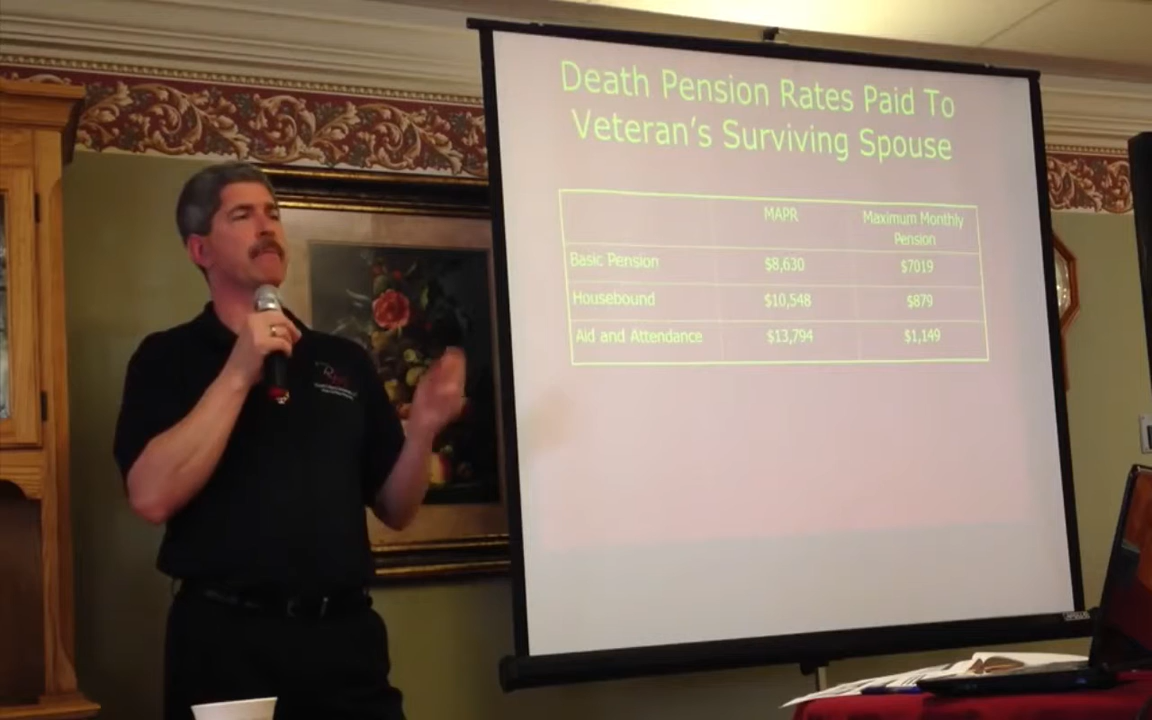 Death Pension Rates Paid To
Veteran's Surviving Spouse
MAPR Maximum Monthly
Pension
Basic Pension $8,630 $7019
Housebound $10,548 $879
Aid and Attendance $13,794 $1,149